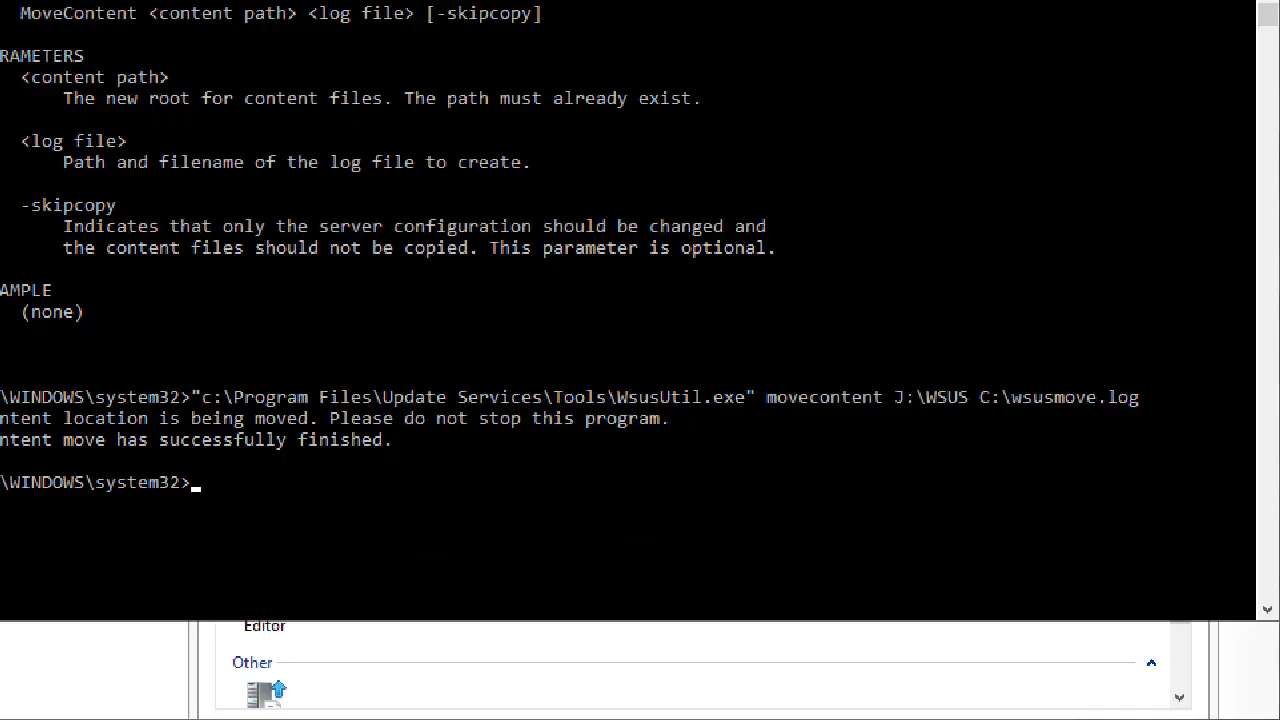 MoveContent <content path> <log file> [-skipcopy]
RAMETERS
<content path>
The new root for content files. The path must already exist.
<log file>
Path and filename of the log file to create.
-skipcopy
Indicates that only the server configuration should be changed and
the content files should not be copied. This parameter is optional.
AMPLE
(none)
\WINDOWS\system32>"c:\Program Files\Update Services\Tools\WsusUtil.exe" movecontent J:\WSUS C:\wsusmove.log
ntent location is being moved. Please do not stop this program.
ntent move has successfully finished.
\WINDOWS\system32>
Editor
Other